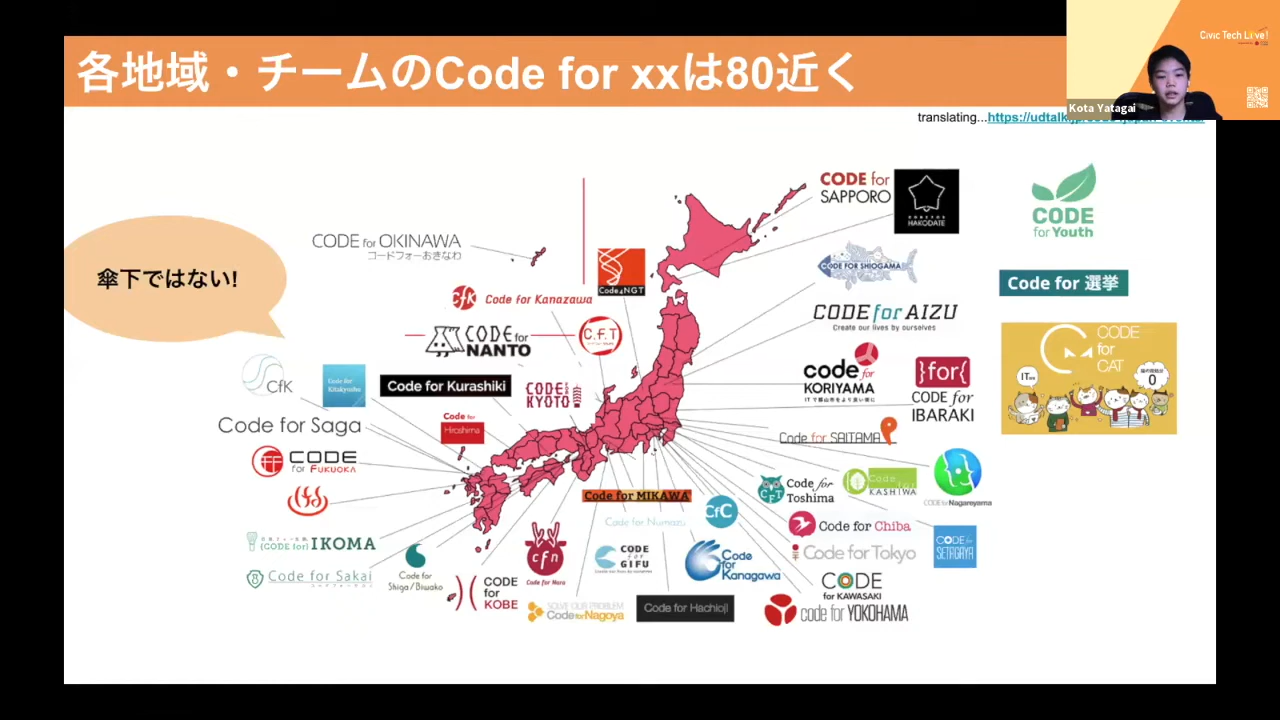 各地域・チームのCode for xxは80近く
Civic Tech Live!
Kota Yatagai
translating...https://udtalk.jp/
傘下ではない!
CODE for OKINAWA
コードフォーおきなわ
Code4NGT
CODE for
SAPPORO
HAKODATE
CODE
for Youth
CfK Code for Kanazawa
CODE FOR SHIOGAMA
Code for 選挙
CODE for
NANTO
C.f.T
CODE for AIZU
Create our lives by ourselves
CODE
for
CAT
IT
0
CfK
Code for
Kitakyushu
Code for Kurashiki
CODE
KYOTO
code for
KORIYAMA
ITで郡山市をより良い街に
}for{
CODE for
IBARAKI
Code for Saga
Code for
Hiroshima
Code for SAITAMA
CODE
for FUKUOKA
Code for MIKAWA
Code for Numazu
CfC
CFT
Code for
Toshima
Code for
KASHIWA
CODE for Nagareyama
{CODE for} IKOMA
Code for Chiba
Code for Tokyo
CODE for
SETAGAYA
Code for Sakai
Code for
Shiga/Biwako
cfn
Code for Nara
CODE
FOR
GIFU
Code
for
Kanagawa
CODE
for
KOBE
SOLVE OUR PROBLEM
Code for Nagoya
Code for Hachioji
CODE
for KAWASAKI
code for YOKOHAMA